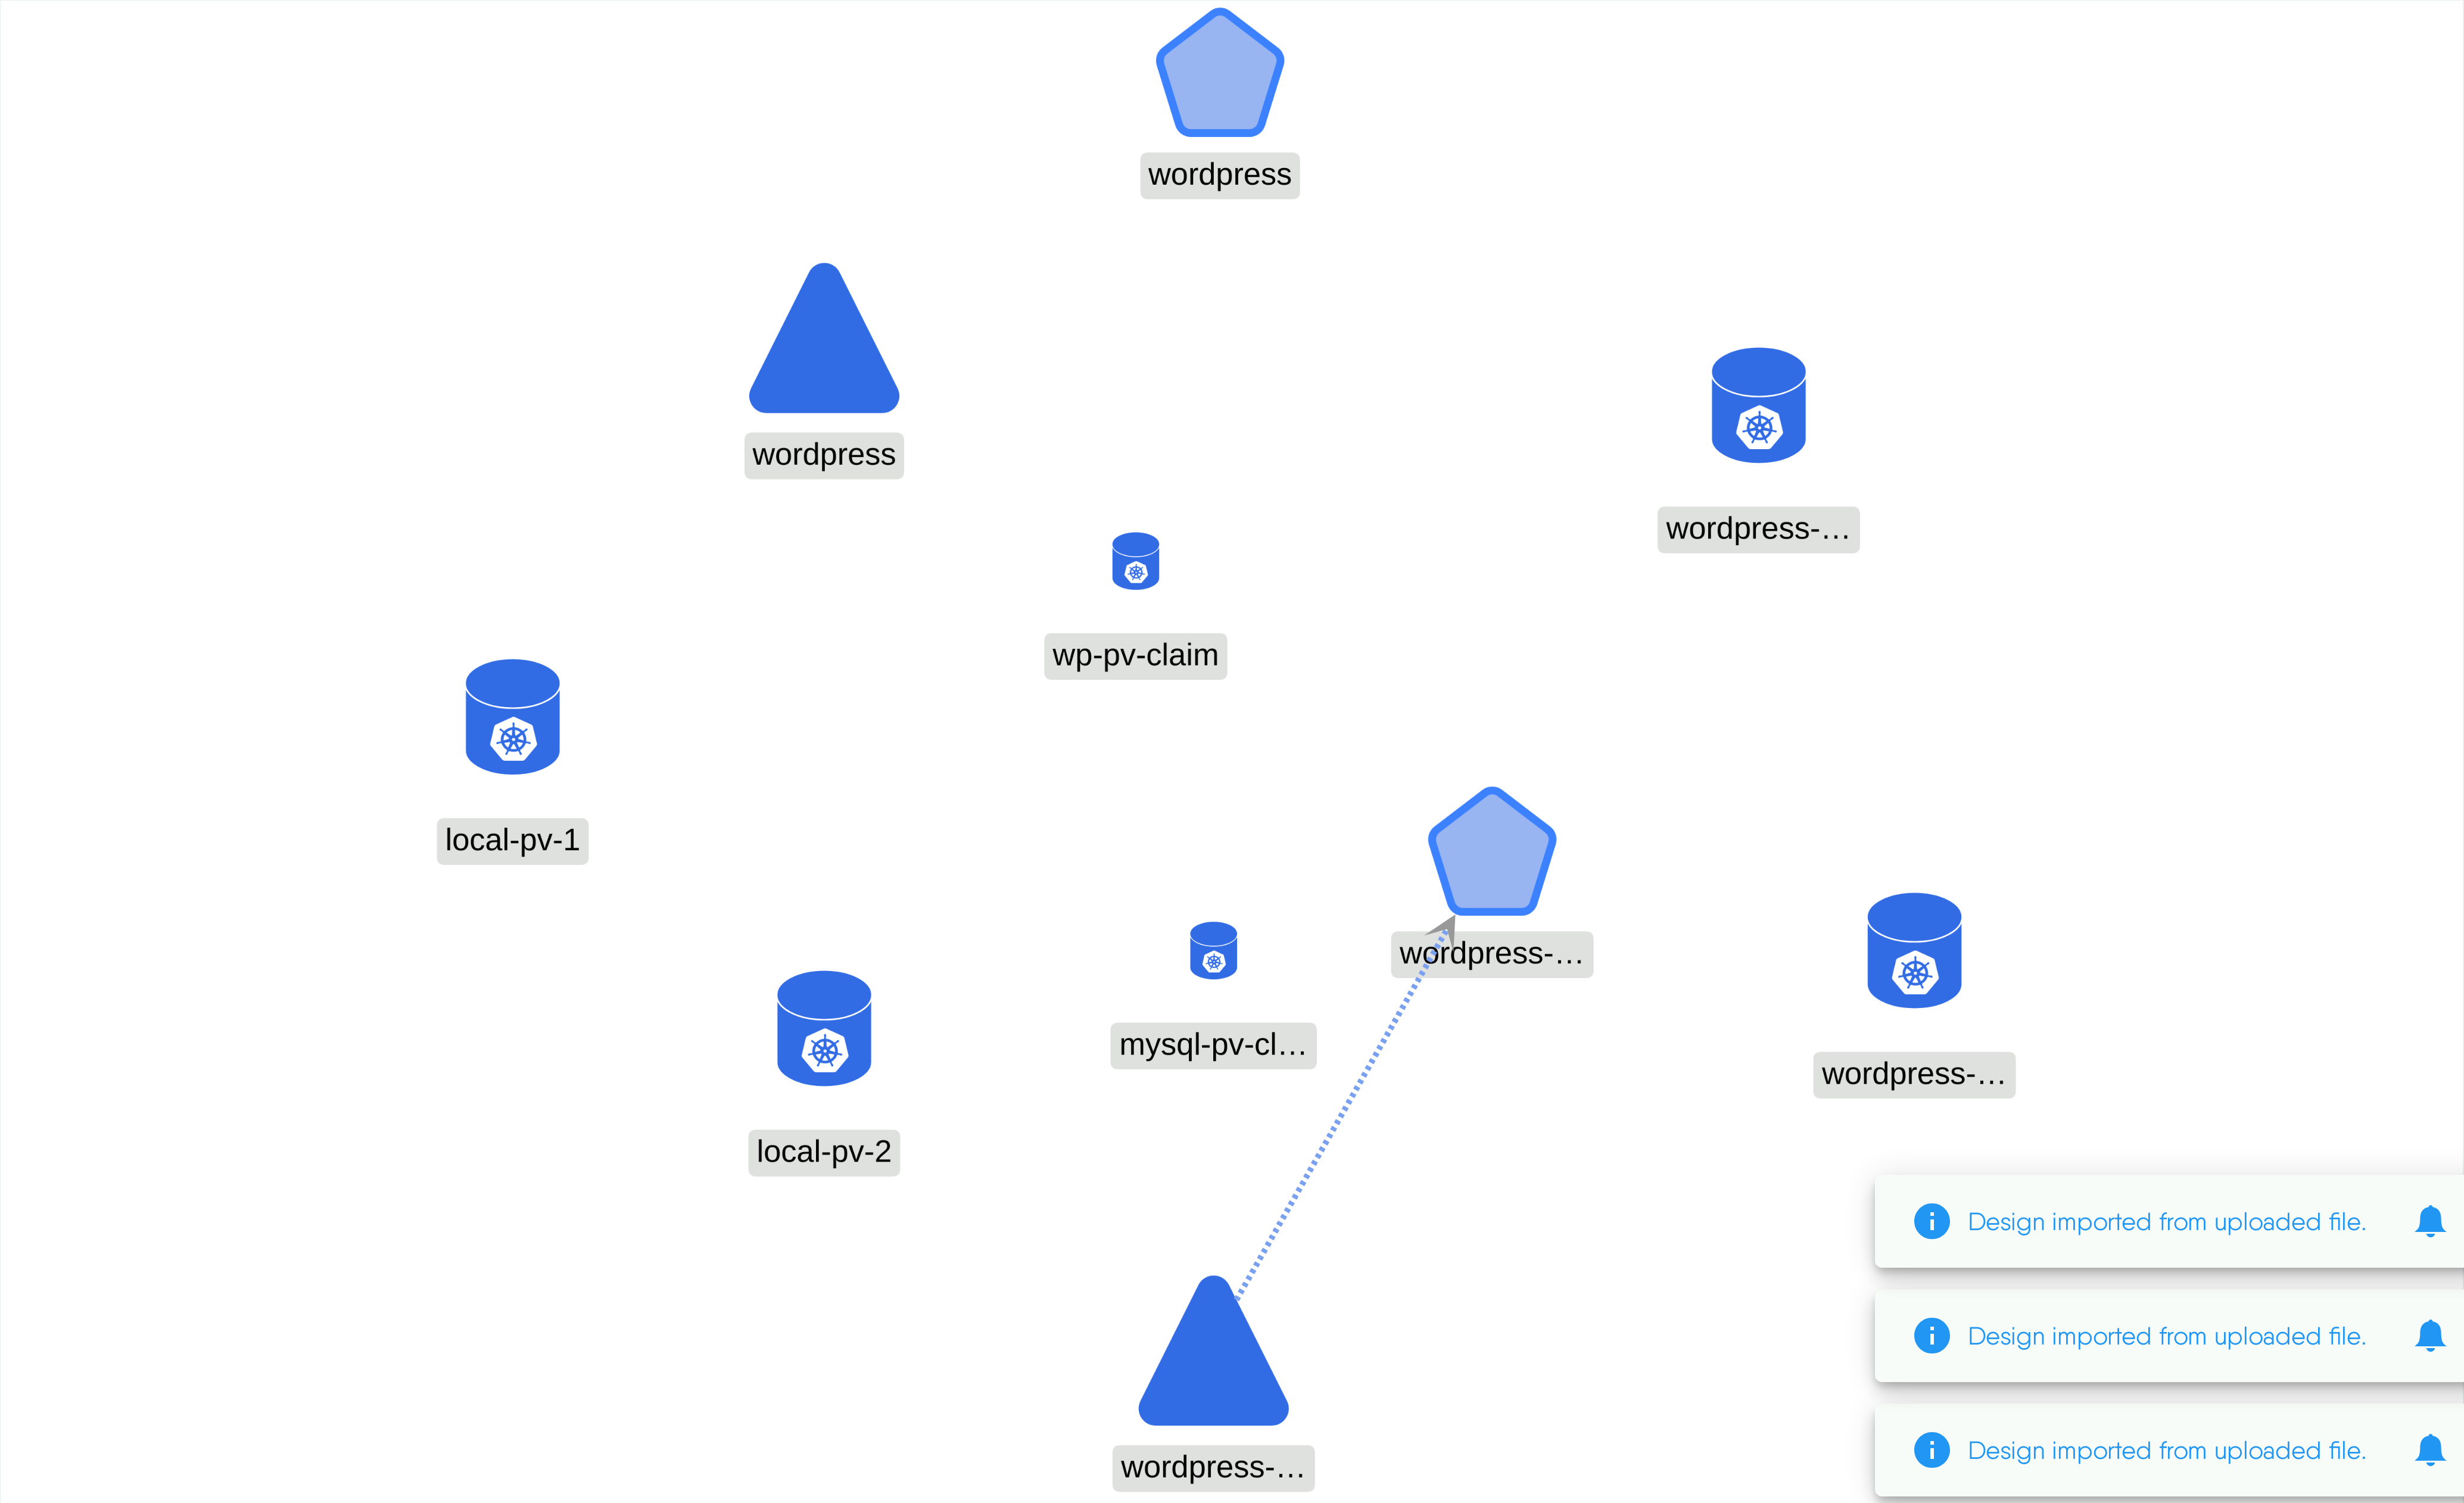 wordpress
wordpress
wordpress-...
wp-pv-claim
local-pv-1
wordpress-...
mysql-pv-cl...
wordpress-...
local-pv-2
Design imported from uploaded file.
Design imported from uploaded file.
Design imported from uploaded file.
wordpress-...